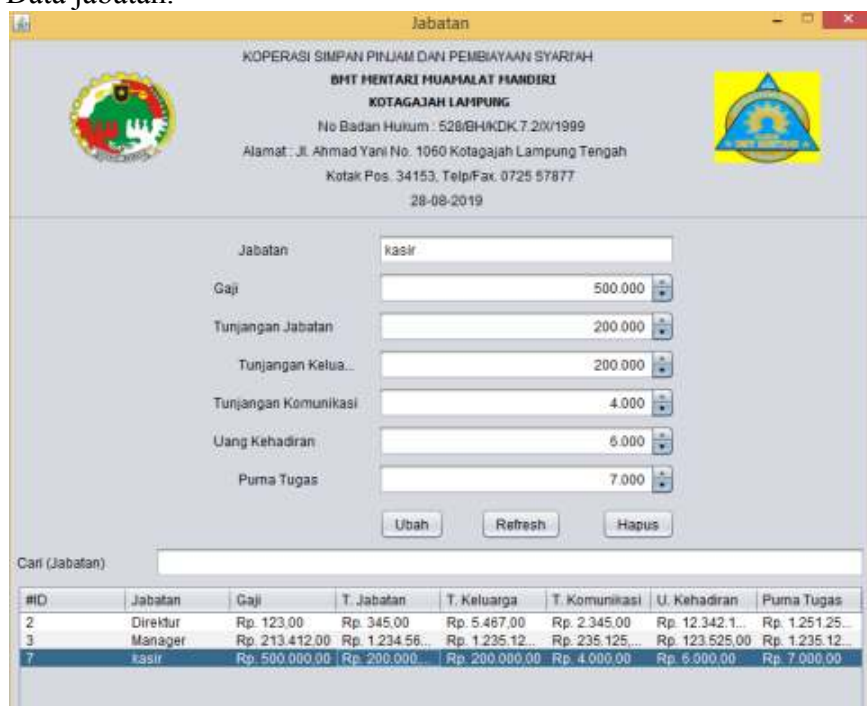 Data jabatan.
Jabatan
KOPERASI SIMPAN PINJAM DAN PEMBIAYAAN SYARI'AH
BMT MENTARI MUAMALAT MANDIRI
KOTAGAJAH LAMPUNG
No Badan Hukum : 528/BH/KDK.7.2/X/1999
Alamat : Jl. Ahmad Yani No. 1060 Kotagajah Lampung Tengah
Kotak Pos. 34153, Telp/Fax. 0725 57877
28-08-2019
Jabatan kasir
Gaji 500.000
Tunjangan Jabatan 200.000
Tunjangan Kelua... 200.000
Tunjangan Komunikasi 4.000
Uang Kehadiran 6.000
Purna Tugas 7.000
Ubah Refresh Hapus
Cari (Jabatan)
#ID Jabatan Gaji T. Jabatan T. Keluarga T. Komunikasi U. Kehadiran Purna Tugas
2 Direktur Rp. 123,00 Rp. 345,00 Rp. 5.467,00 Rp. 2.345,00 Rp. 12.342.1... Rp. 1.251.25...
3 Manager Rp. 213.412,00 Rp. 1.234.56... Rp. 1.235.12... Rp. 235.125,... Rp. 123.525,00 Rp. 1.235.12...
7 kasir Rp. 500.000,00 Rp. 200.000... Rp. 200.000,00 Rp. 4.000,00 Rp. 6.000,00 Rp. 7.000,00